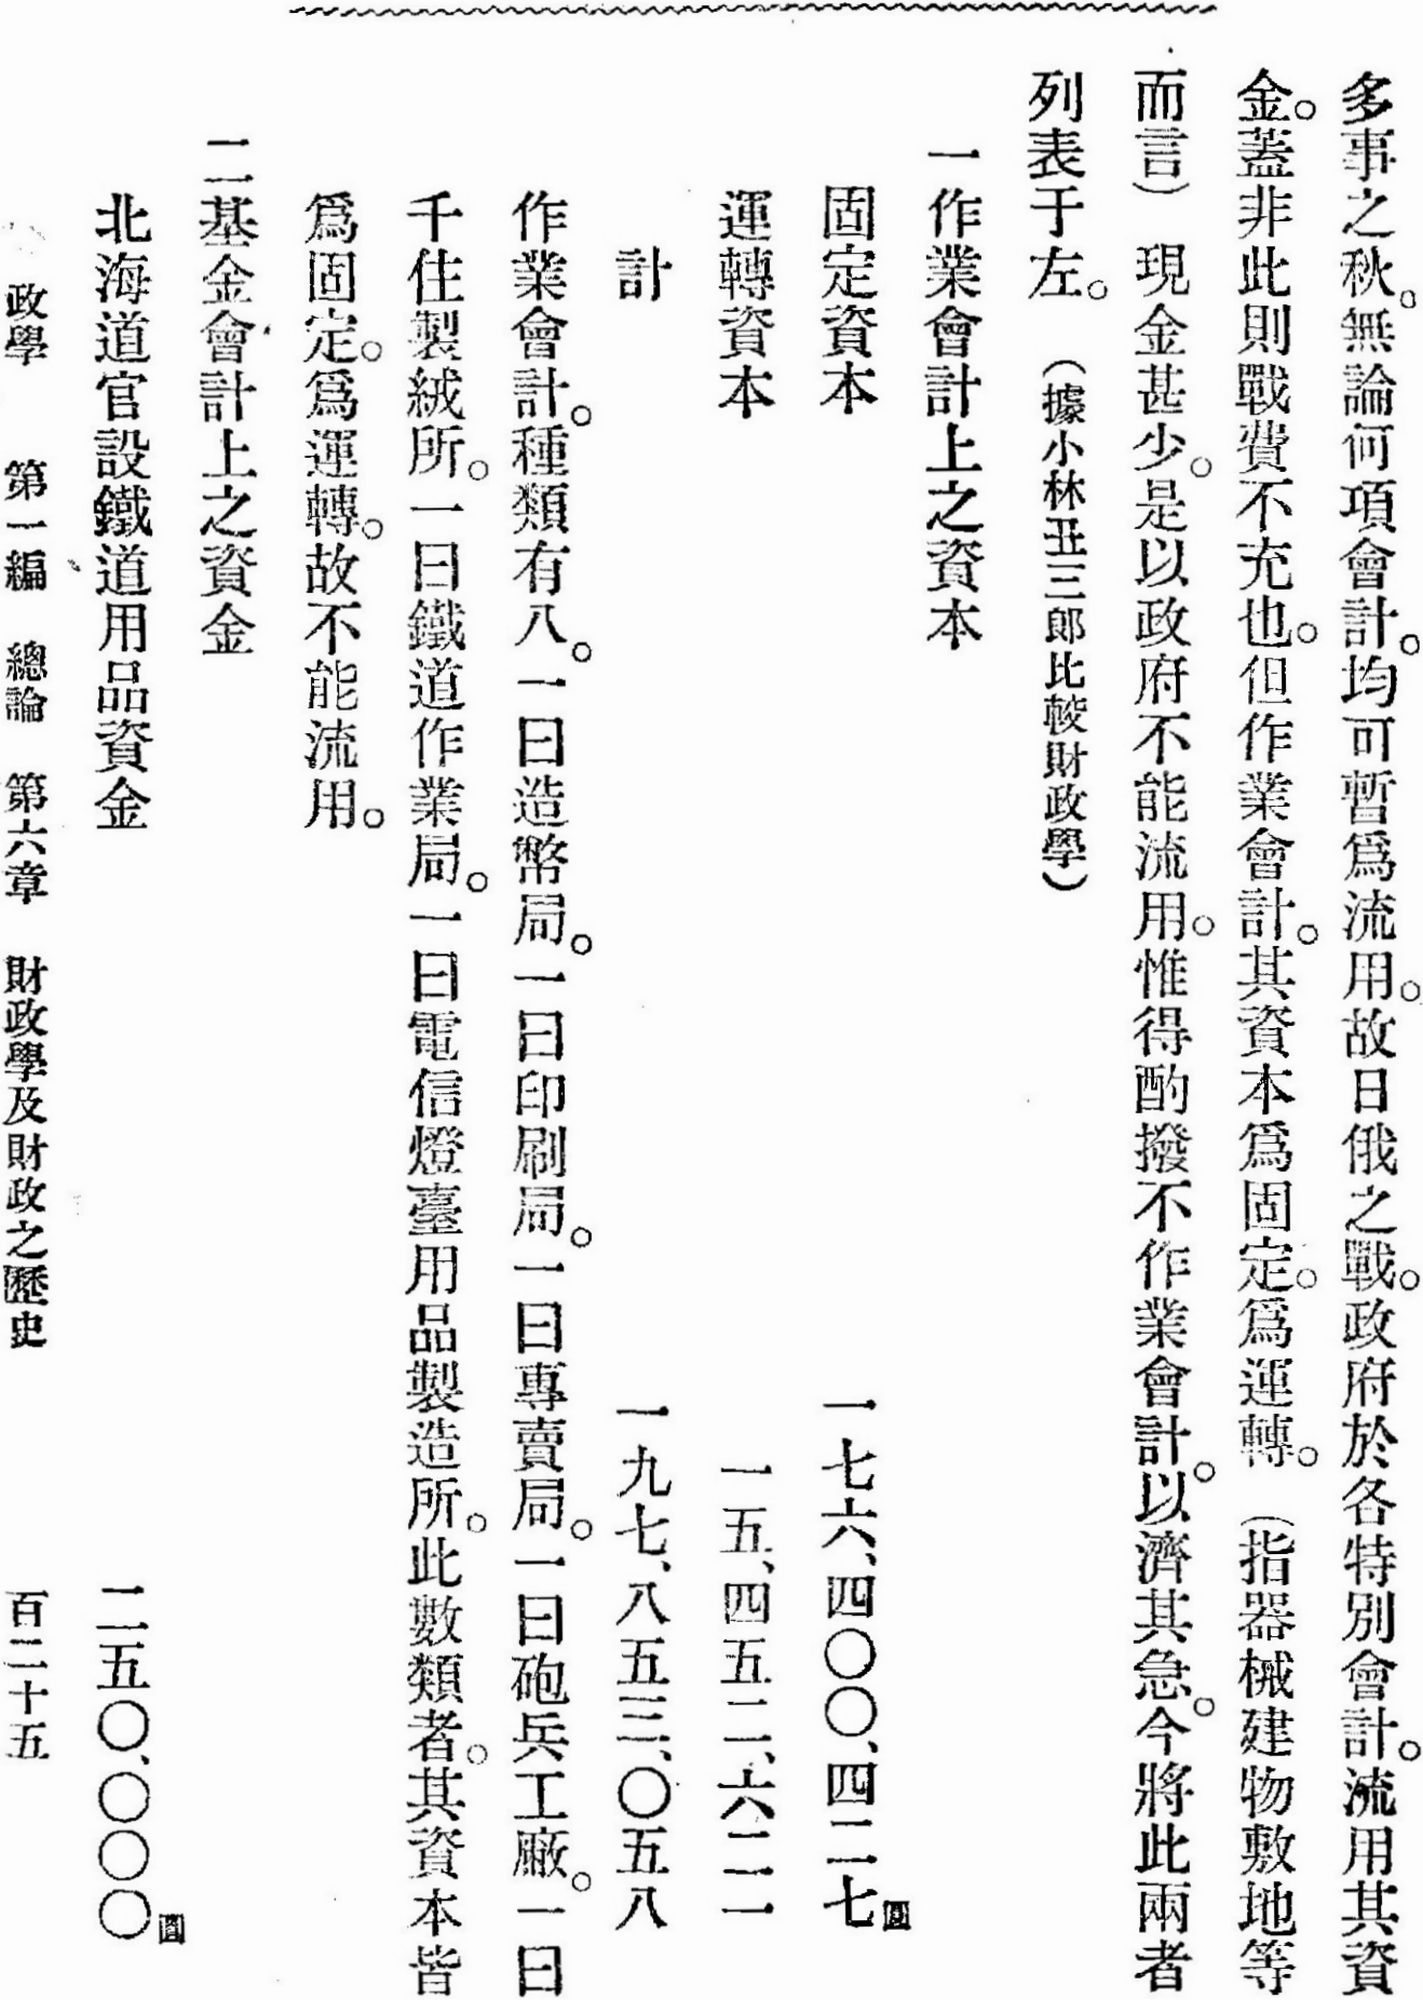 多事之秋。無論何項會計。均可暫爲流用。故日俄之戰。政府於各特別會計。流用其資
金。蓋非此則戰費不充也。但作業會計。其資本爲固定。爲運轉。（指器械建物敷地等
而言）現金甚少。是以政府不能流用。惟得酌撥不作業會計。以濟其急。今將此兩者
列表于左。（據小林丑三郎比較財政學）
一作業會計上之資本
固定資本 一七六、四〇〇、四二七圓
運轉資本 一五、四五二、六二一
計 一九七、八五三、〇五八
作業會計。種類有八。一曰造幣局。一曰印刷局。一曰專賣局。一曰砲兵工廠。一曰
千住製絨所。一曰鐵道作業局。一曰電信燈臺用品製造所。此數類者。其資本皆
爲固定。爲運轉。故不能流用。
二基金會計上之資金
北海道官設鐵道用品資金 二五〇、〇〇〇圓
政學 第一編 總論 第六章 財政學及財政之歷史 百二十五